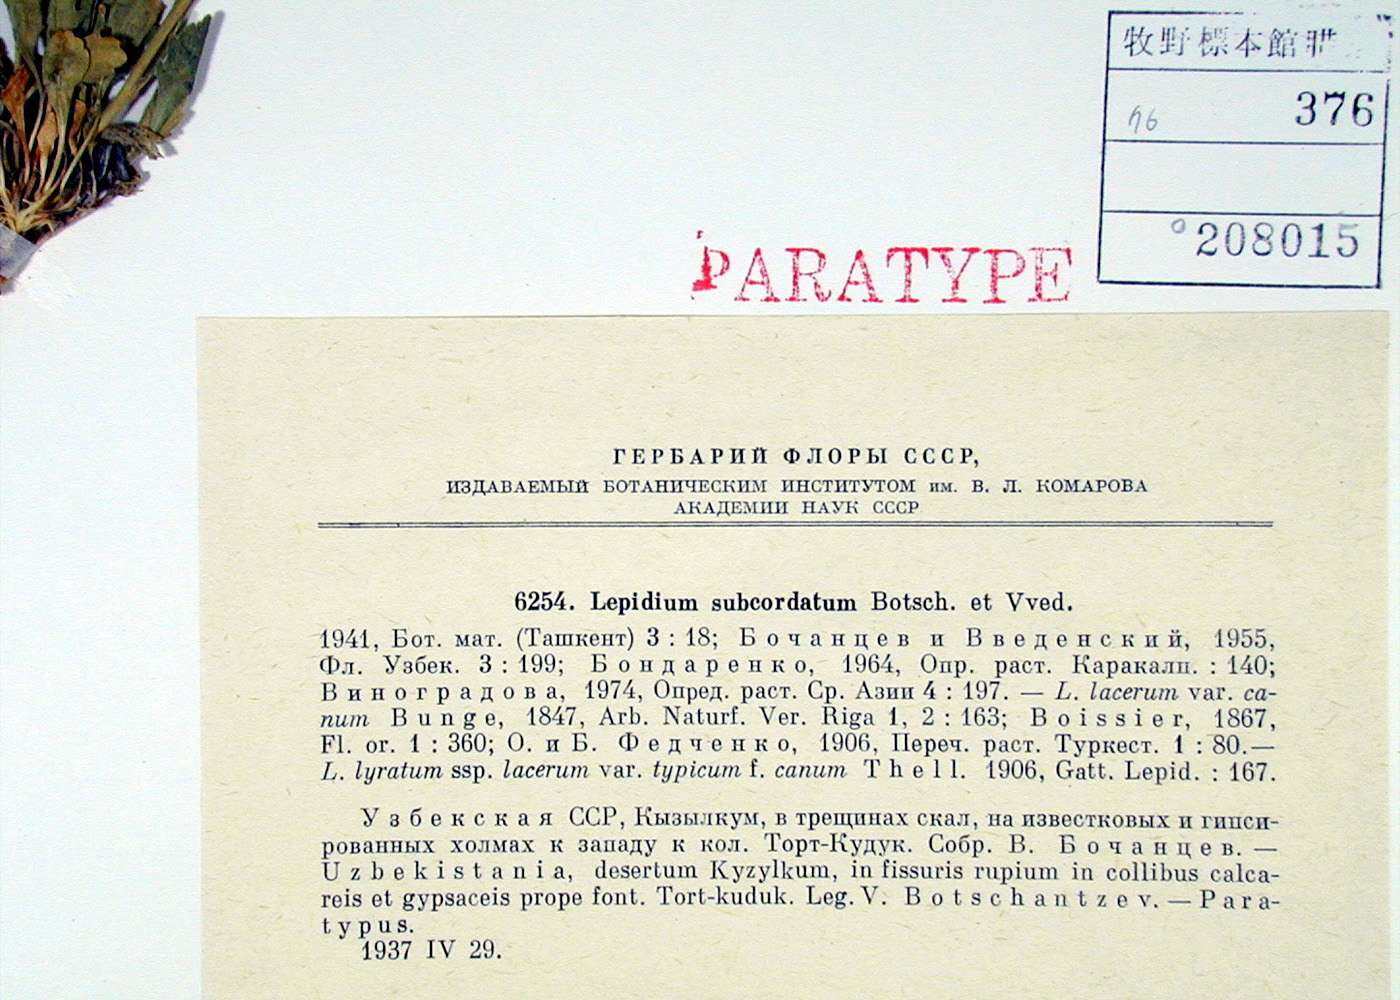 牧野標本館
376
208015
PARATYPE
ГЕРБАРИЙ ФЛОРЫ СССР,
ИЗДАВАЕМЫЙ БОТАНИЧЕСКИМ ИНСТИТУТОМ им. В. Л. КОМАРОВА
АКАДЕМИИ НАУК СССР
6254. Lepidium subcordatum Botsch. et Vved.
1941, Бот. мат. (Ташкент) 3 : 18; Бочанцев и Введенский, 1955,
Фл. Узбек. 3 : 199; Бондаренко, 1964, Опр. раст. Каракалп. : 140;
Виноградова, 1974, Опред. раст. Ср. Азии 4 : 197. — L. lacerum var. ca-
num Bunge, 1847, Arb. Naturf. Ver. Riga 1, 2 : 163; Boissier, 1867,
Fl. or. 1 : 360; О. и Б. Федченко, 1906, Переч. раст. Туркест. 1 : 80.—
L. lyratum ssp. lacerum var. typicum f. canum Thell. 1906, Gatt. Lepid. : 167.
Узбекская ССР, Кызылкум, в трещинах скал, на известковых и гипси-
рованных холмах к западу к кол. Торт-Кудук. Собр. В. Бочанцев. —
Uzbekistania, desertum Kyzylkum, in fissuris rupium in collibus calca-
reis et gypsaceis prope font. Tort-kuduk. Leg. V. Botschantzev. — Para-
typus.
1937 IV 29.